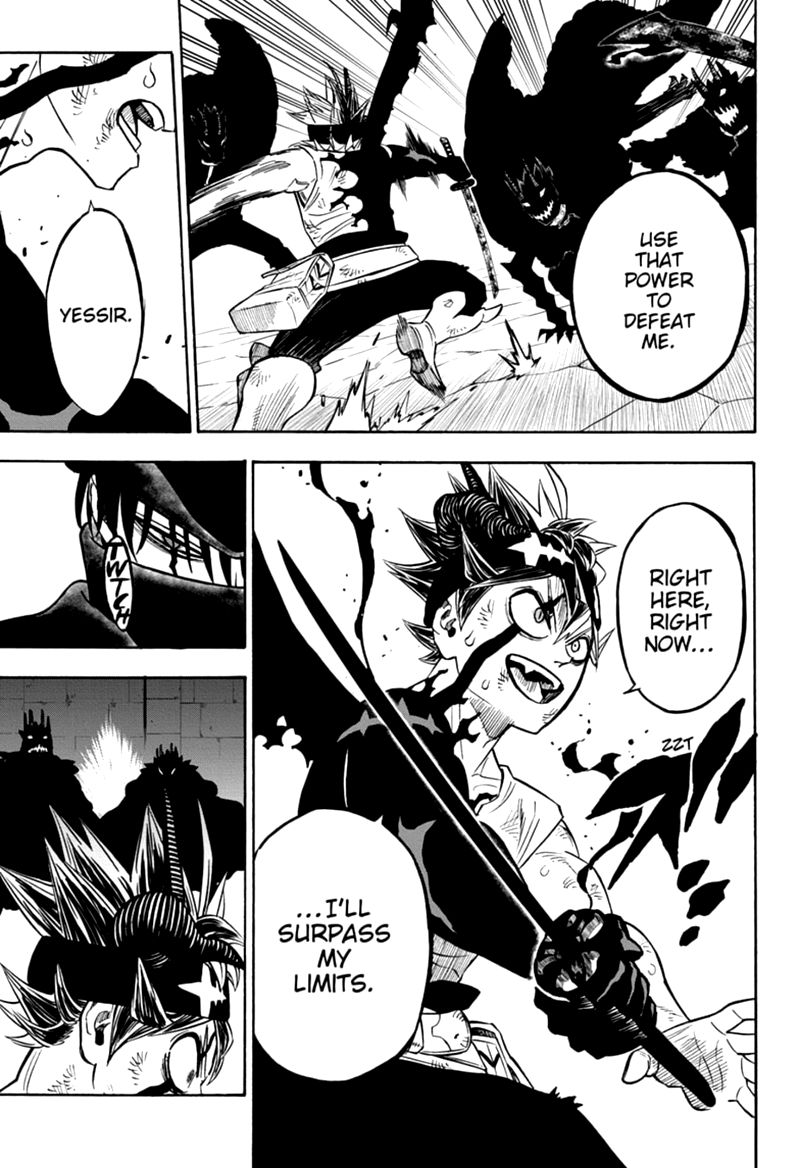 USE
THAT
POWER
TO
DEFEAT
ME.
YESSIR.
RIGHT
HERE,
RIGHT
NOW...
ZZT
...I'LL
SURPASS
MY
LIMITS.
TWITCH